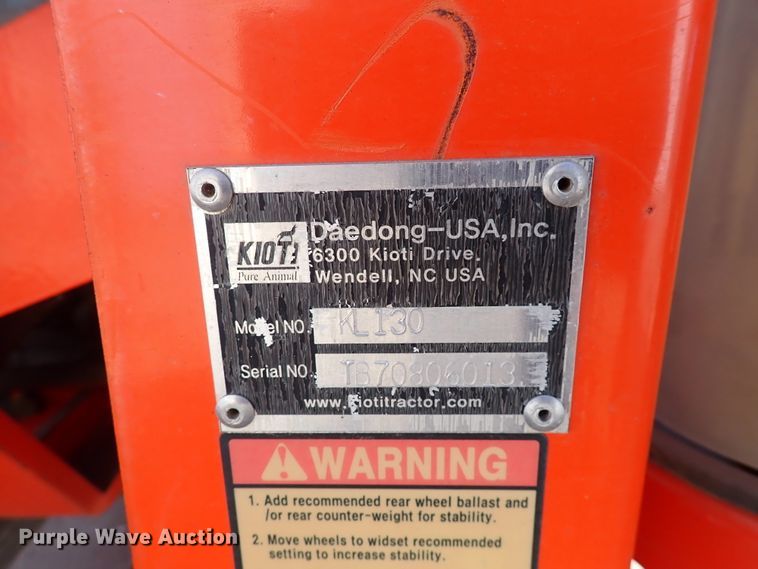 KIOTI
Pure Animal
Daedong-USA, Inc.
6300 Kioti Drive.
Wendell, NC USA
Model NO. KL130
Serial NO.
www.kiotitractor.com
WARNING
1. Add recommended rear wheel ballast and
/or rear counter-weight for stability.
2. Move wheels to widset recommended
setting to increase stability.
Purple Wave Auction